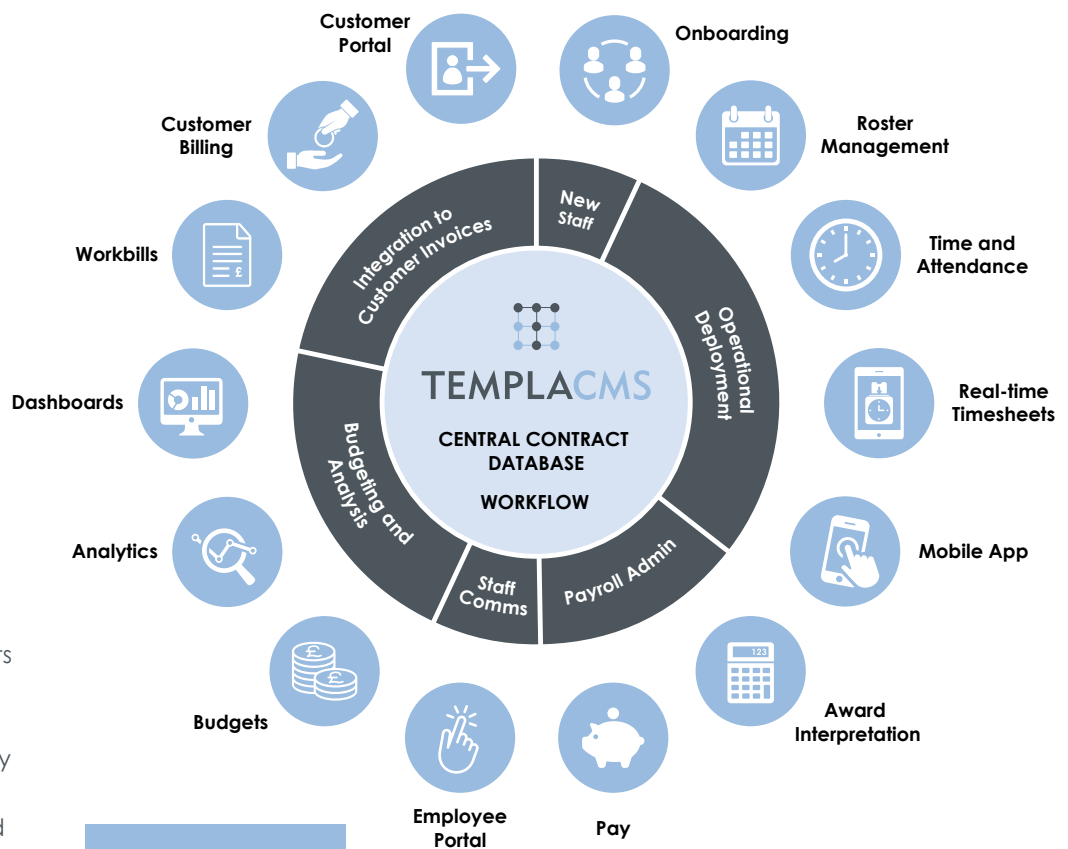 Customer
Portal
Onboarding
Customer
Billing
Roster
Management
Workbills
Time and
Attendance
Dashboards
Real-time
Timesheets
Analytics
Mobile App
Budgets
Award
Interpretation
Employee
Portal
Pay
Integration to
Customer Invoices
New
Staff
Operational
Deployment
Payroll Admin
Staff
Comms
Budgeting and
Analysis
TEMPLACMS
CENTRAL CONTRACT
DATABASE
WORKFLOW
£
123
£
£